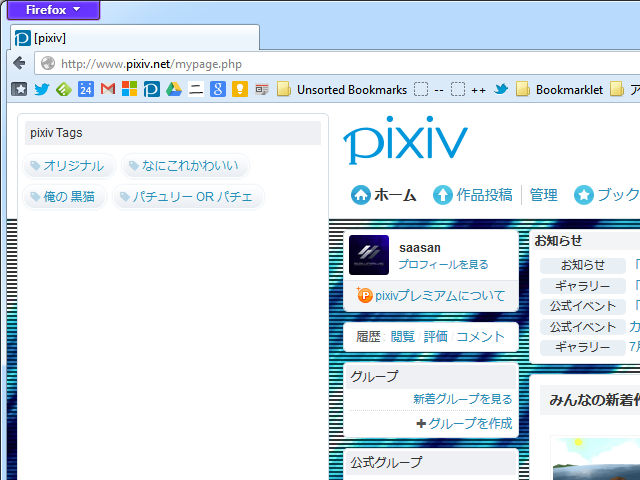 Firefox
[pixiv]
http://www.pixiv.net/mypage.php
24 g Unsorted Bookmarks -- ++ Bookmarklet ア
pixiv Tags
オリジナル なにこれかわいい
俺の 黒猫 パチュリー OR パチェ
pixiv
ホーム 作品投稿 管理 ブック
saasan
プロフィールを見る
pixivプレミアムについて
履歴 閲覧 評価 コメント
グループ
新着グループを見る
グループを作成
公式グループ
お知らせ
お知らせ 「
ギャラリー 「
公式イベント 「
公式イベント カ
ギャラリー 7月
みんなの新着作